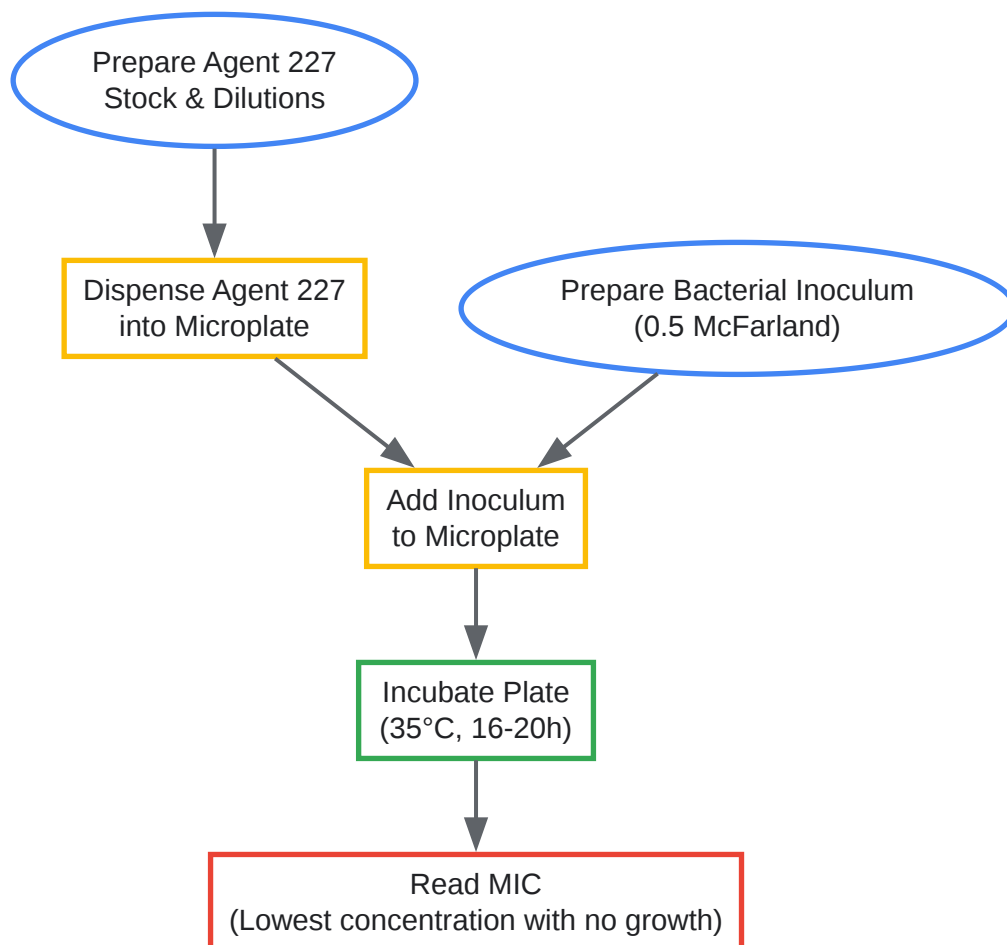 Prepare Agent 227
Stock & Dilutions
Dispense Agent 227
into Microplate
Prepare Bacterial Inoculum
(0.5 McFarland)
Add Inoculum
to Microplate
Incubate Plate
(35°C, 16-20h)
Read MIC
(Lowest concentration with no growth)